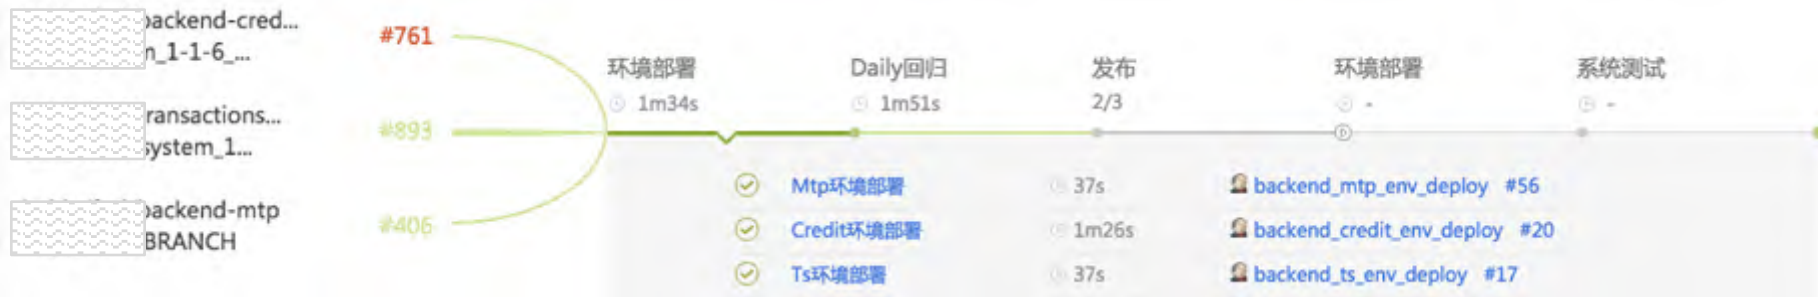 backend-cred...
n_1-1-6_...
#761
ransactions...
system_1...
#893
backend-mtp
BRANCH
#406
环境部署
1m34s
Daily回归
1m51s
发布
2/3
环境部署
-
系统测试
-
Mtp环境部署 37s backend_mtp_env_deploy #56
Credit环境部署 1m26s backend_credit_env_deploy #20
Ts环境部署 37s backend_ts_env_deploy #17